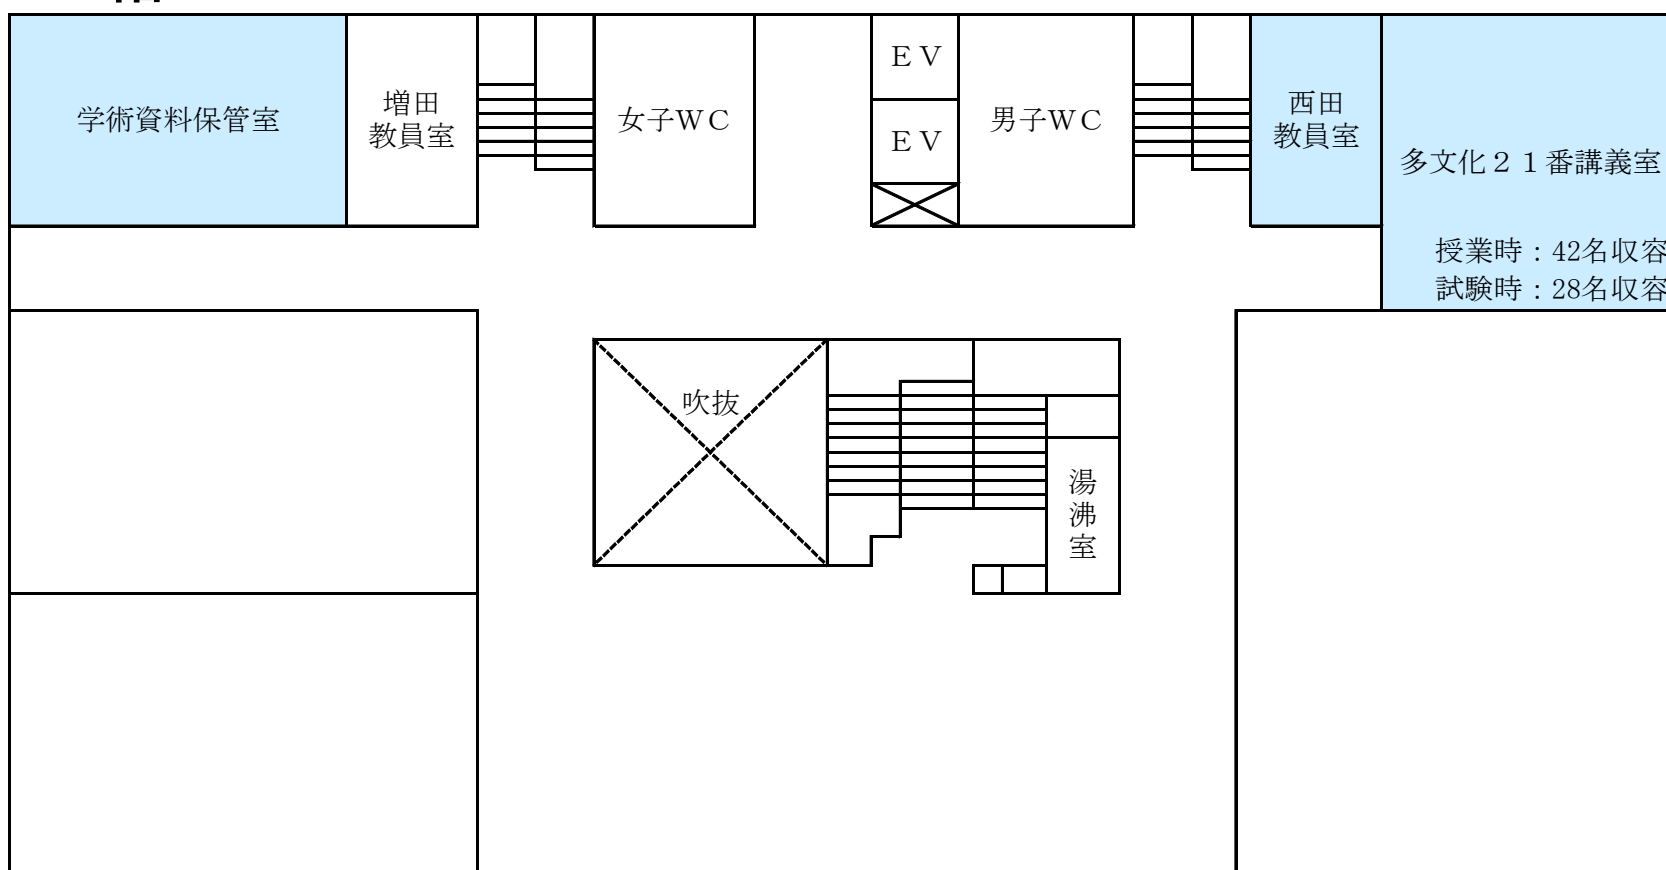 学術資料保管室
増田
教員室
女子ＷＣ
ＥＶ
ＥＶ
男子ＷＣ
西田
教員室
多文化２１番講義室
授業時：42名収容
試験時：28名収容
吹抜
湯沸室